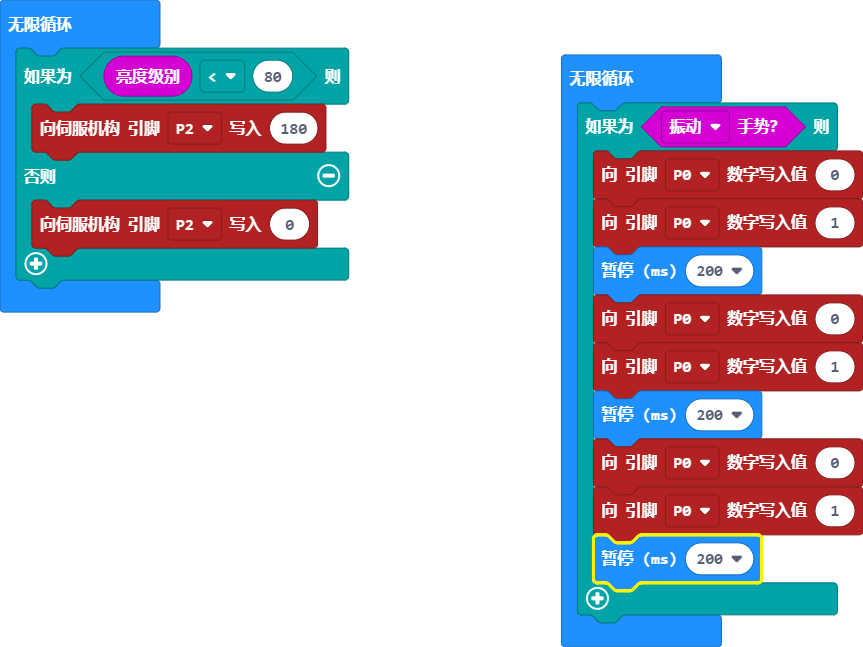 无限循环
如果为 亮度级别 < 80 则
向伺服机构 引脚 P2 写入 180
否则
向伺服机构 引脚 P2 写入 0
无限循环
如果为 振动 手势? 则
向 引脚 P0 数字写入值 0
向 引脚 P0 数字写入值 1
暂停 (ms) 200
向 引脚 P0 数字写入值 0
向 引脚 P0 数字写入值 1
暂停 (ms) 200
向 引脚 P0 数字写入值 0
向 引脚 P0 数字写入值 1
暂停 (ms) 200